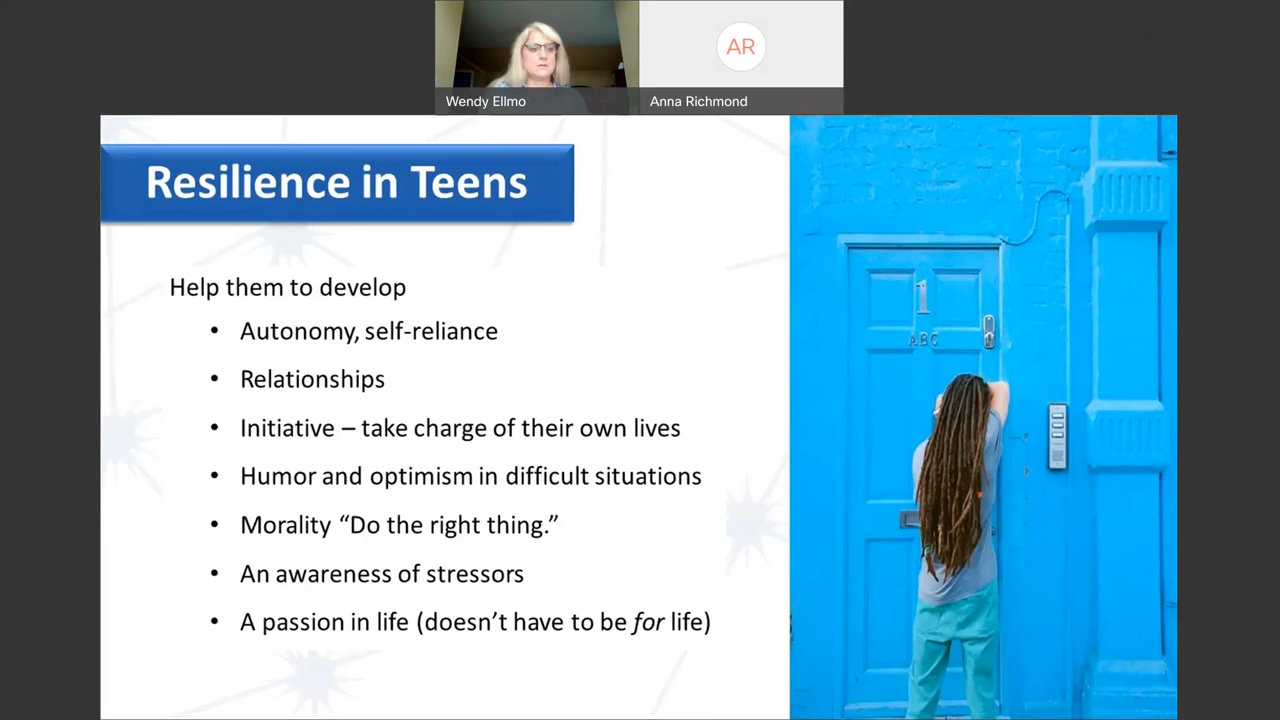 Wendy Ellmo
AR
Anna Richmond
Resilience in Teens
Help them to develop
• Autonomy, self-reliance
• Relationships
• Initiative – take charge of their own lives
• Humor and optimism in difficult situations
• Morality “Do the right thing.”
• An awareness of stressors
• A passion in life (doesn’t have to be for life)
1
ABC